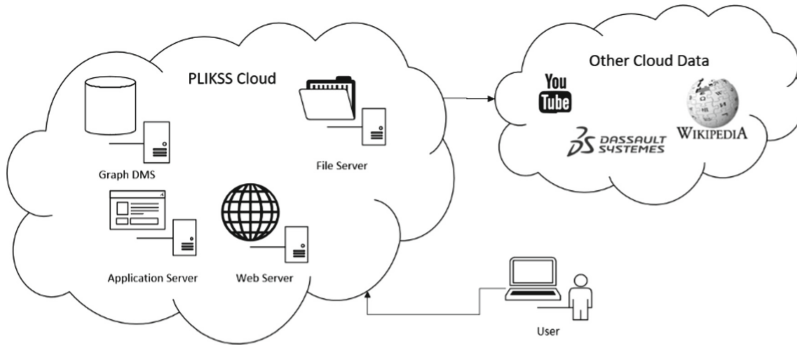 PLIKSS Cloud
Graph DMS
File Server
Application Server
Web Server
Other Cloud Data
You
Tube
DASSAULT
SYSTEMES
WIKIPEDIA
User